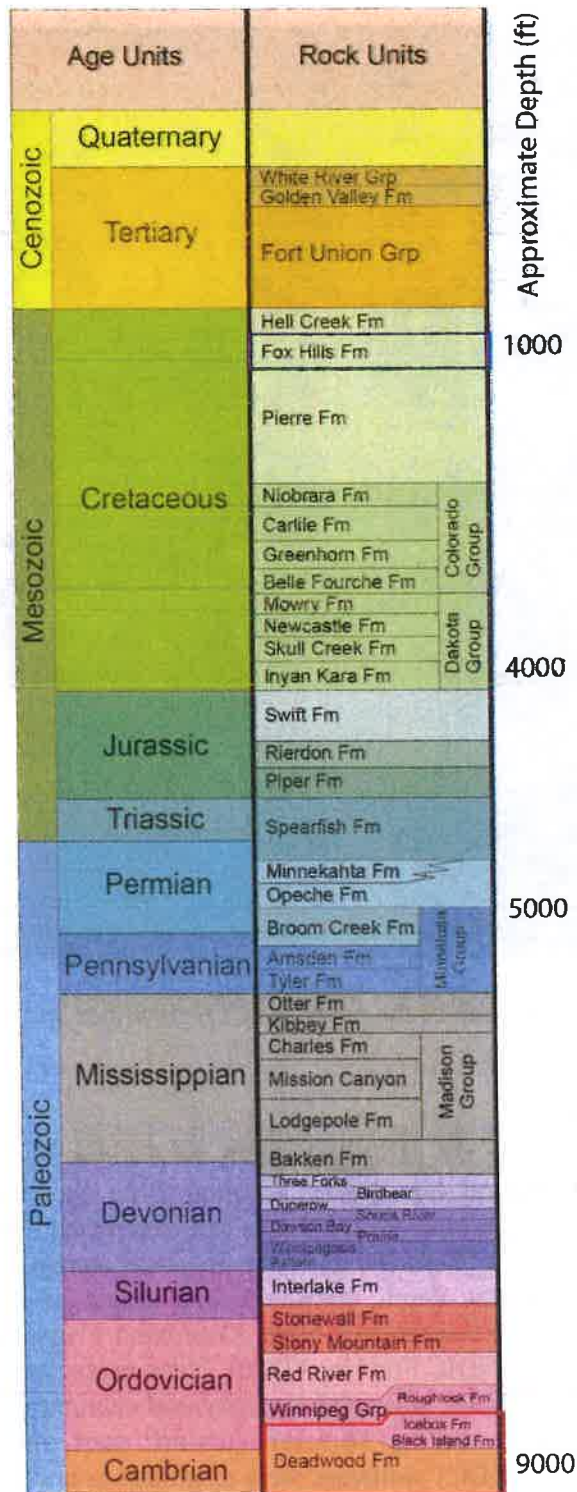 Age Units
Rock Units
Approximate Depth (ft)
Cenozoic
Quaternary
Tertiary
White River Grp
Golden Valley Fm
Fort Union Grp
Mesozoic
Cretaceous
Hell Creek Fm
Fox Hills Fm
1000
Pierre Fm
Niobrara Fm
Carlile Fm
Greenhorn Fm
Belle Fourche Fm
Colorado Group
Mowry Fm
Newcastle Fm
Skull Creek Fm
Inyan Kara Fm
Dakota Group
4000
Jurassic
Swift Fm
Rierdon Fm
Piper Fm
Triassic
Spearfish Fm
Paleozoic
Permian
Minnekahta Fm
Opeche Fm
5000
Broom Creek Fm
Pennsylvanian
Amsden Fm
Tyler Fm
Minnelusa Group
Mississippian
Otter Fm
Kibbey Fm
Charles Fm
Mission Canyon
Lodgepole Fm
Madison Group
Bakken Fm
Devonian
Three Forks
Birdbear
Duperow
Souris River
Dawson Bay
Prairie
Winnipegosis
Silurian
Interlake Fm
Stonewall Fm
Stony Mountain Fm
Ordovician
Red River Fm
Roughlock Fm
Winnipeg Grp
Icebox Fm
Black Island Fm
Cambrian
Deadwood Fm
9000